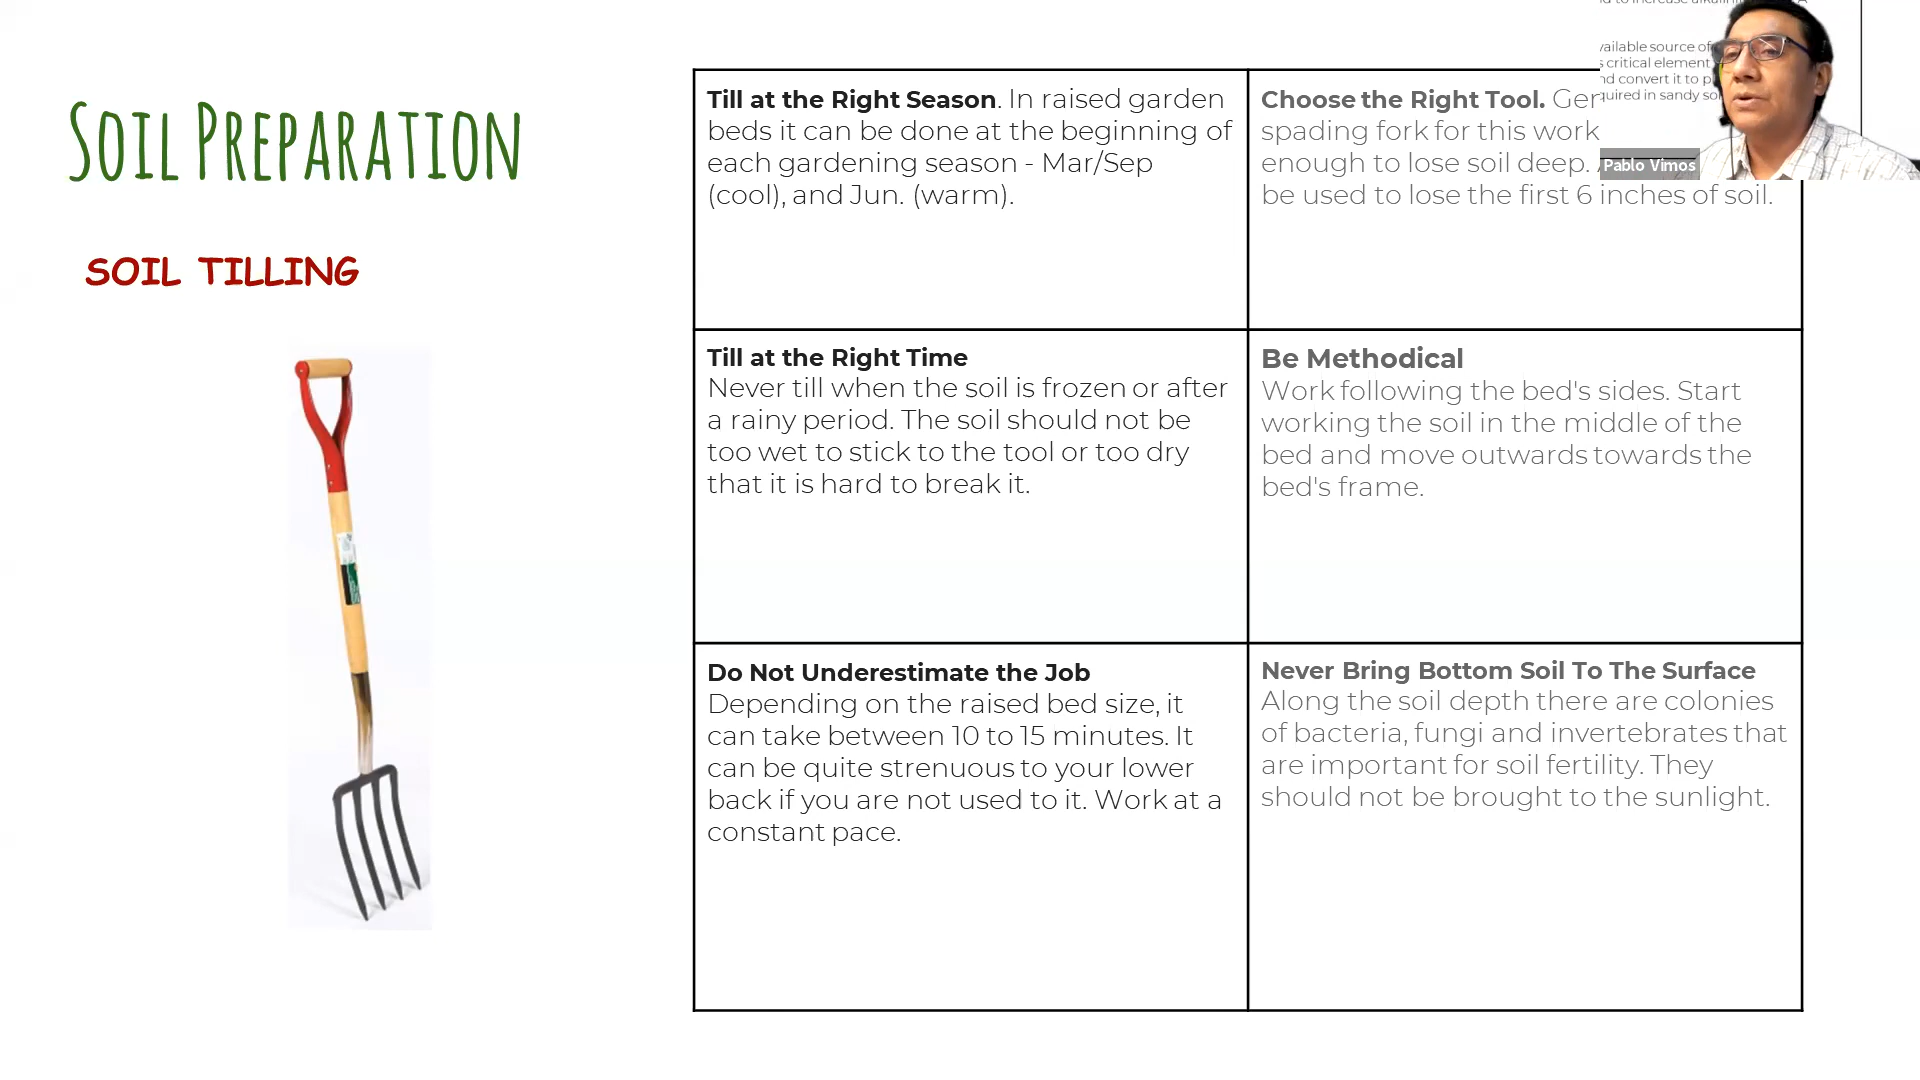 SOIL PREPARATION
SOIL TILLING
Till at the Right Season. In raised garden
beds it can be done at the beginning of
each gardening season - Mar/Sep
(cool), and Jun. (warm).
Choose the Right Tool.
spading fork for this work
enough to lose soil deep.
be used to lose the first 6 inches of soil.
Till at the Right Time
Never till when the soil is frozen or after
a rainy period. The soil should not be
too wet to stick to the tool or too dry
that it is hard to break it.
Be Methodical
Work following the bed's sides. Start
working the soil in the middle of the
bed and move outwards towards the
bed's frame.
Do Not Underestimate the Job
Depending on the raised bed size, it
can take between 10 to 15 minutes. It
can be quite strenuous to your lower
back if you are not used to it. Work at a
constant pace.
Never Bring Bottom Soil To The Surface
Along the soil depth there are colonies
of bacteria, fungi and invertebrates that
are important for soil fertility. They
should not be brought to the sunlight.
source of
critical element
convert it to
in sandy
Pablo Vimos